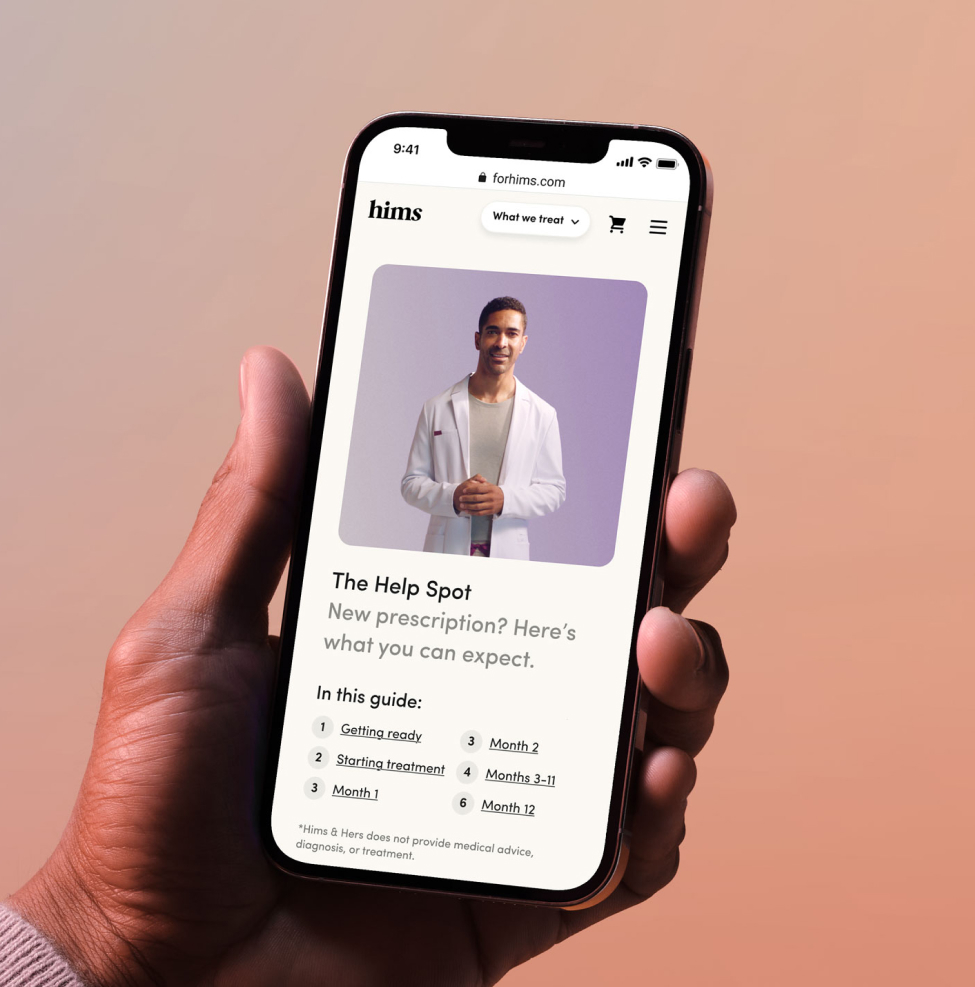 9:41
forhims.com
hims
What we treat
The Help Spot
New prescription? Here's
what you can expect.
In this guide:
1 Getting ready
2 Starting treatment
3 Month 1
3 Month 2
4 Months 3-11
6 Month 12
*Hims & Hers does not provide medical advice,
diagnosis, or treatment.